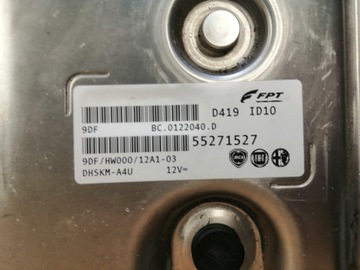 FPT
D419 ID10
9DF BC.0122040.D
55271527
9DF/HW000/12A1-03
DHSKM-A4U 12V=